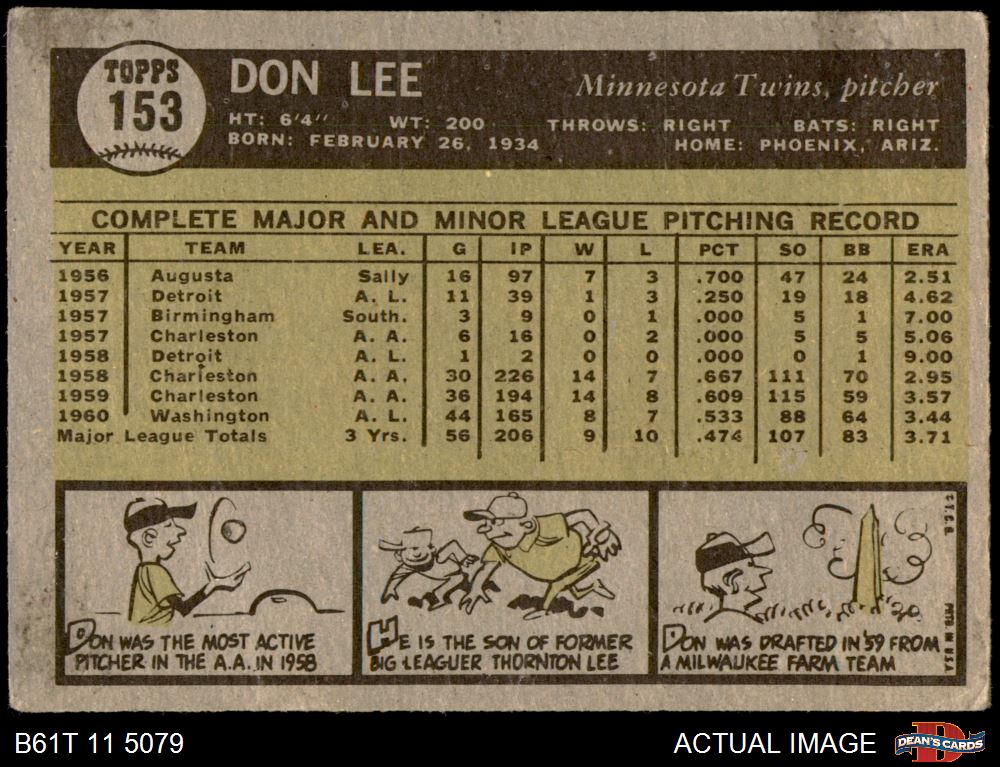 TOPPS
153
DON LEE
Minnesota Twins, pitcher
HT: 6'4" WT: 200 THROWS: RIGHT BATS: RIGHT
BORN: FEBRUARY 26, 1934 HOME: PHOENIX, ARIZ.
COMPLETE MAJOR AND MINOR LEAGUE PITCHING RECORD
YEAR TEAM LEA. G IP W L PCT SO BB ERA
1956 Augusta Sally 16 97 7 3 .700 47 24 2.51
1957 Detroit A. L. 11 39 1 3 .250 19 18 4.62
1957 Birmingham South. 3 9 0 1 .000 5 1 7.00
1957 Charleston A. A. 6 16 0 2 .000 5 5 5.06
1958 Detroit A. L. 1 2 0 0 .000 0 1 9.00
1958 Charleston A. A. 30 226 14 7 .667 111 70 2.95
1959 Charleston A. A. 36 194 14 8 .609 115 59 3.57
1960 Washington A. L. 44 165 8 7 .533 88 64 3.44
Major League Totals 3 Yrs. 56 206 9 10 .474 107 83 3.71
DON WAS THE MOST ACTIVE
PITCHER IN THE A.A. IN 1958
HE IS THE SON OF FORMER
BIG LEAGUER THORNTON LEE
DON WAS DRAFTED IN '59 FROM
A MILWAUKEE FARM TEAM
© T. C. G.
PRTD. IN U.S.A.
B61T 11 5079
ACTUAL IMAGE
D
DEAN'S CARDS